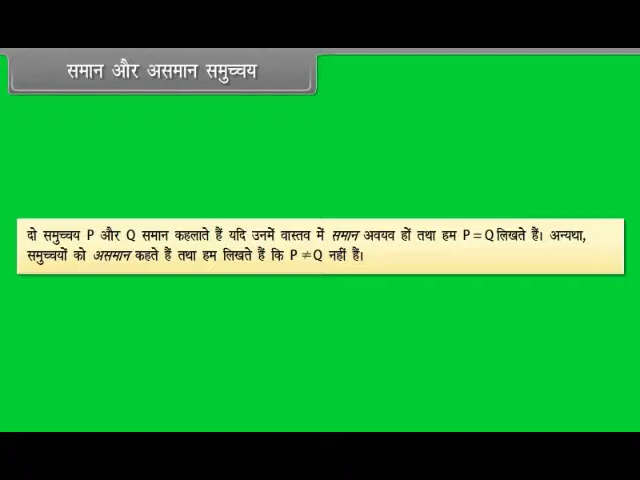 समान और असमान समुच्चय
दो समुच्चय P और Q समान कहलाते हैं यदि उनमें वास्तव में समान अवयव हों तथा हम P = Q लिखते हैं। अन्यथा,
समुच्चयों को असमान कहते हैं तथा हम लिखते हैं कि P ≠ Q नहीं हैं।